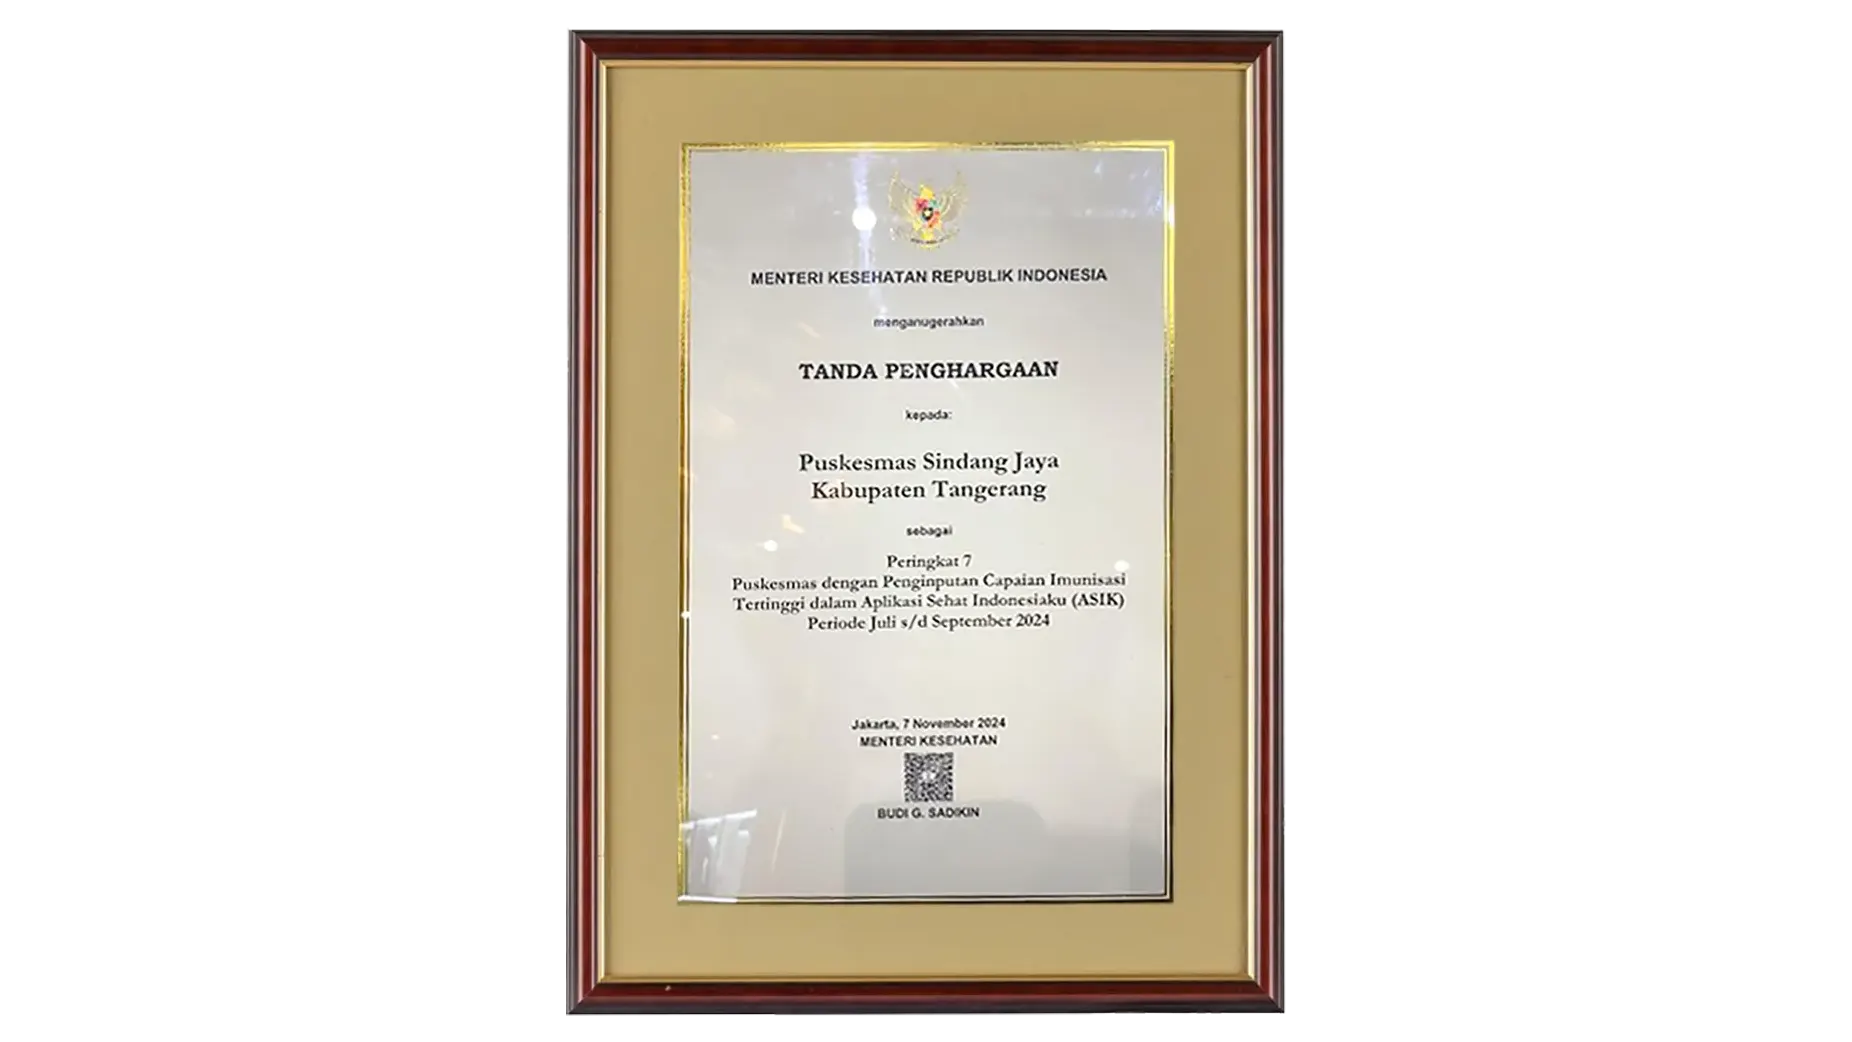 MENTERI KESEHATAN REPUBLIK INDONESIA
menganugerahkan
TANDA PENGHARGAAN
kepada:
Puskesmas Sindang Jaya
Kabupaten Tangerang
sebagai
Peringkat 7
Puskesmas dengan Penginputan Capaian Imunisasi
Tertinggi dalam Aplikasi Sehat Indonesiaku (ASIK)
Periode Juli s/d September 2024
Jakarta, 7 November 2024
MENTERI KESEHATAN
BUDI G. SADIKIN